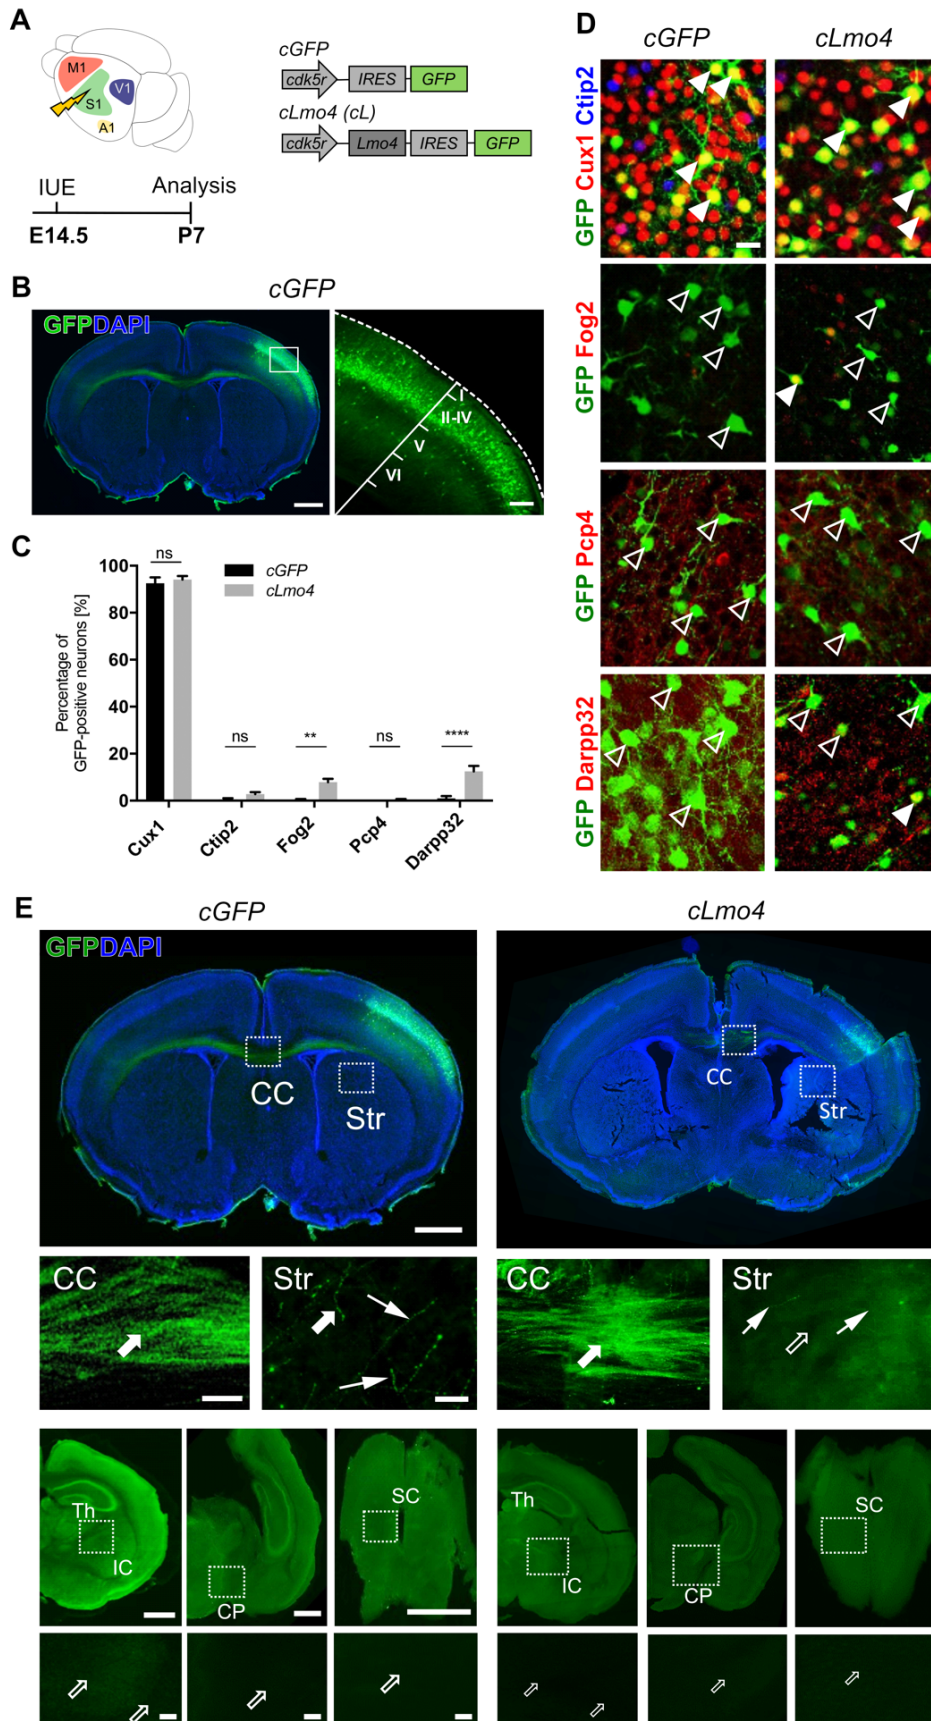 A
M1
S1
V1
A1
cGFP
cdk5r
IRES
GFP
cLmo4 (cL)
cdk5r
Lmo4
IRES
GFP
IUE
Analysis
E14.5
P7
B
cGFP
GFPDAPI
I
II-IV
V
VI
C
Percentage of
GFP-positive neurons [%]
100
80
60
40
20
0
ns
ns
**
ns
****
cGFP
cLmo4
Cux1
Ctip2
Fog2
Pcp4
Darpp32
D
cGFP
cLmo4
GFP Cux1 Ctip2
GFP Fog2
GFP Pcp4
GFP Darpp32
E
cGFP
cLmo4
GFPDAPI
CC
Str
CC
Str
CC
Str
CC
Str
Th
IC
CP
SC
Th
IC
CP
SC